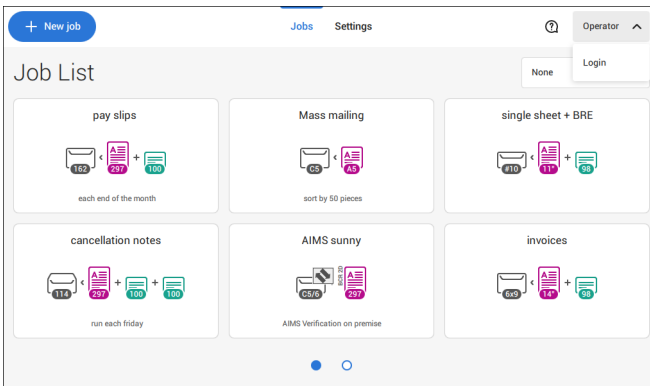 + New job
Jobs
Settings
?
Operator
Login
Job List
None
pay slips
162
297
+
100
each end of the month
Mass mailing
C5
A5
sort by 50 pieces
single sheet + BRE
#10
11"
+
98
cancellation notes
114
297
+
100
+
100
run each friday
AIMS sunny
C5/6
BCR 2D
297
AIMS Verification on premise
invoices
6x9
14"
+
98